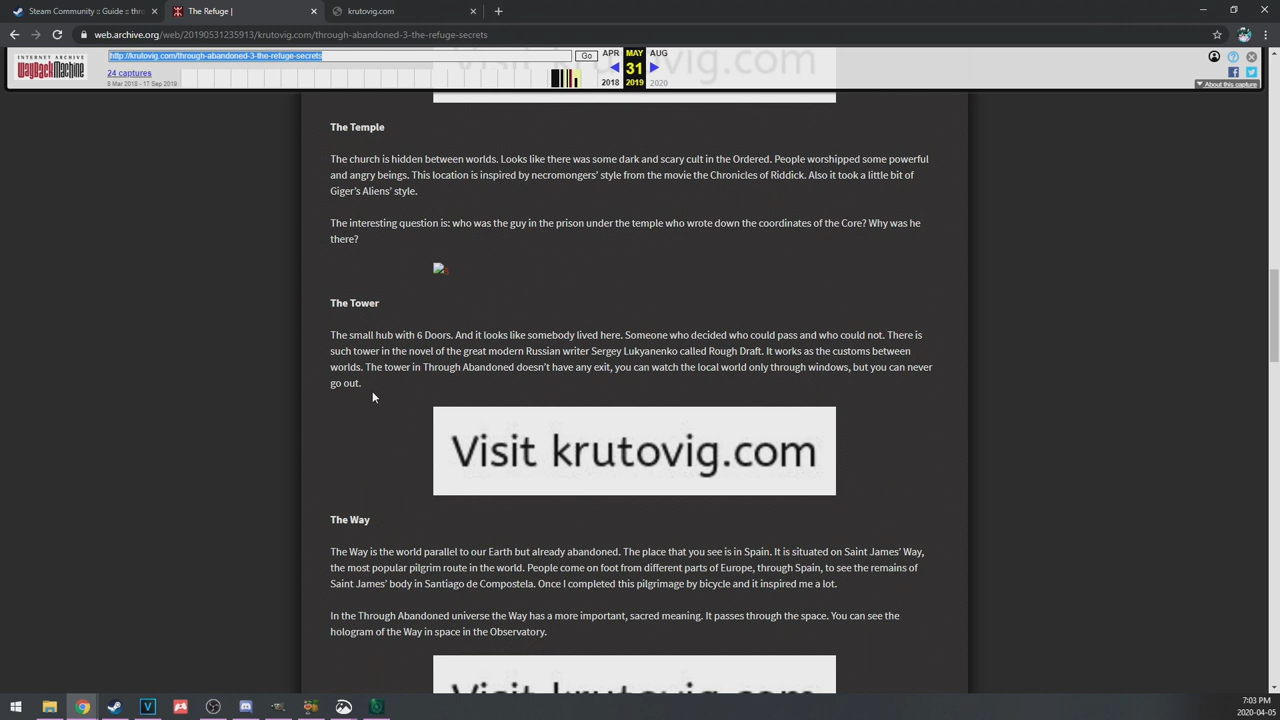 Steam Community :: Guide :: thr
The Refuge |
krutovig.com
web.archive.org/web/20190531235913/krutovig.com/through-abandoned-3-the-refuge-secrets
INTERNET ARCHIVE
WayBackMachine
http://krutovig.com/through-abandoned-3-the-refuge-secrets
Go
APR MAY AUG
31
2018 2019 2020
24 captures
8 Mar 2018 - 17 Sep 2019
About this capture
The Temple
The church is hidden between worlds. Looks like there was some dark and scary cult in the Ordered. People worshipped some powerful
and angry beings. This location is inspired by necromongers' style from the movie the Chronicles of Riddick. Also it took a little bit of
Giger's Aliens' style.
The interesting question is: who was the guy in the prison under the temple who wrote down the coordinates of the Core? Why was he
there?
The Tower
The small hub with 6 Doors. And it looks like somebody lived here. Someone who decided who could pass and who could not. There is
such tower in the novel of the great modern Russian writer Sergey Lukyanenko called Rough Draft. It works as the customs between
worlds. The tower in Through Abandoned doesn't have any exit, you can watch the local world only through windows, but you can never
go out.
Visit krutovig.com
The Way
The Way is the world parallel to our Earth but already abandoned. The place that you see is in Spain. It is situated on Saint James' Way,
the most popular pilgrim route in the world. People come on foot from different parts of Europe, through Spain, to see the remains of
Saint James' body in Santiago de Compostela. Once I completed this pilgrimage by bicycle and it inspired me a lot.
In the Through Abandoned universe the Way has a more important, sacred meaning. It passes through the space. You can see the
hologram of the Way in space in the Observatory.
Visit krutovig.com
7:03 PM
2020-04-05